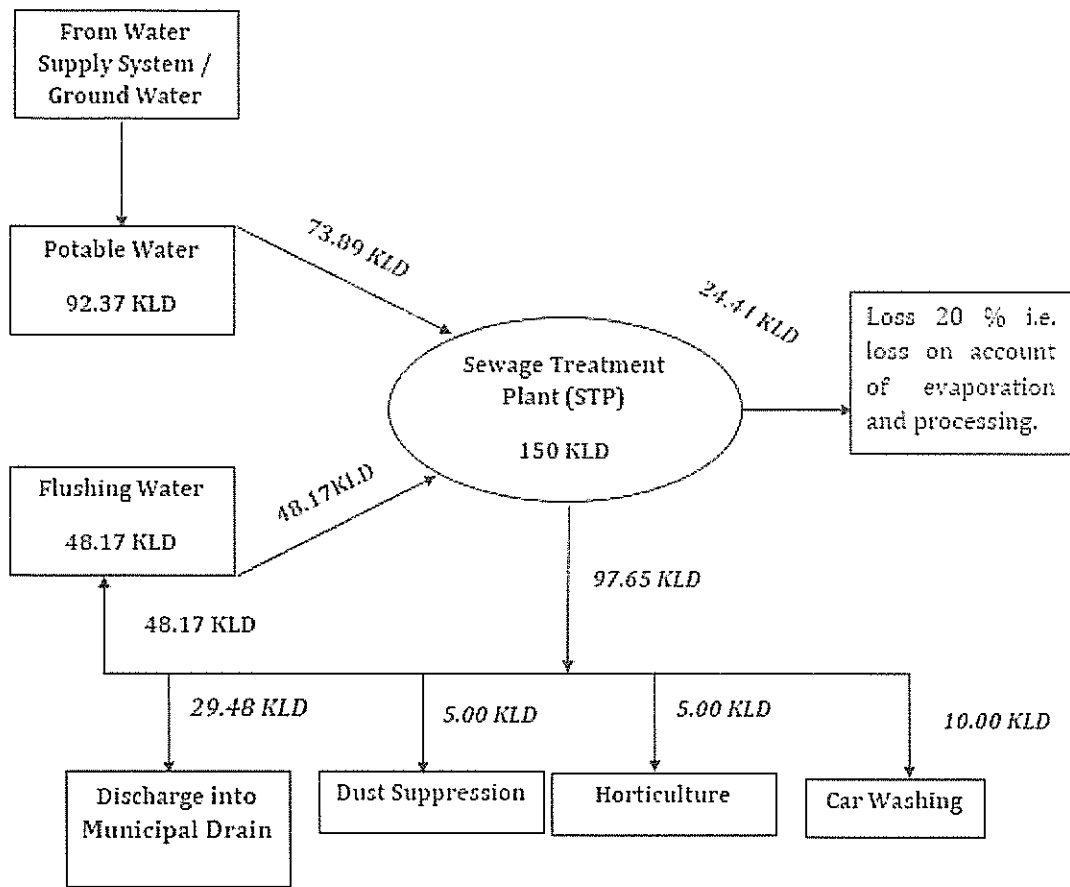 From Water
Supply System /
Ground Water
Potable Water
92.37 KLD
73.89 KLD
24.41 KLD
Loss 20 % i.e.
loss on account
of evaporation
and processing.
Sewage Treatment
Plant (STP)
150 KLD
Flushing Water
48.17 KLD
48.17KLD
97.65 KLD
48.17 KLD
29.48 KLD
5.00 KLD
5.00 KLD
10.00 KLD
Discharge into
Municipal Drain
Dust Suppression
Horticulture
Car Washing